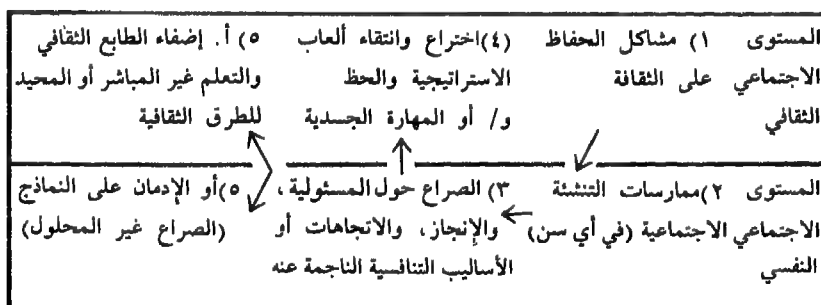 المستوى ١) مشاكل الحفاظ (٤) اختراع وانتقاء ألعاب ٥) أ. إضفاء الطابع الثقافي
الاجتماعي على الثقافة الاستراتيجية والحظ والتعلم غير المباشر أو المحيد
الثقافي و/ أو المهارة الجسدية للطرق الثقافية
المستوى ٢) ممارسات التنشئة ٣) الصراع حول المسئولية، ٥) أو الإدمان على النماذج
الاجتماعي الاجتماعية (في أي سن) والإنجاز، والاتجاهات أو (الصراع غير المحلول)
النفسي الأساليب التنافسية الناجمة عنه